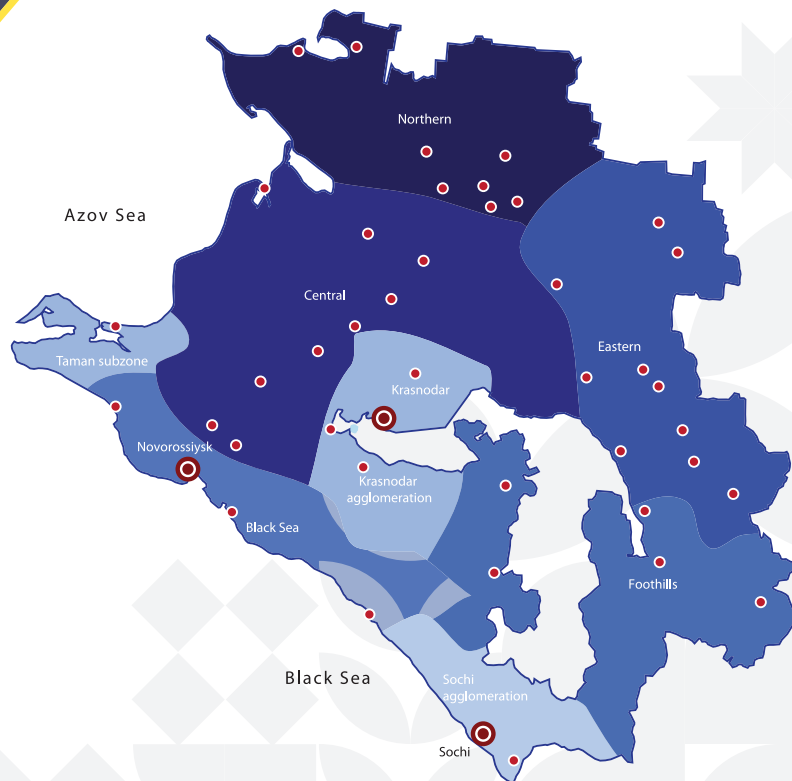 Northern
Azov Sea
Central
Eastern
Taman subzone
Krasnodar
Novorossiysk
Krasnodar
agglomeration
Black Sea
Foothills
Black Sea
Sochi
agglomeration
Sochi